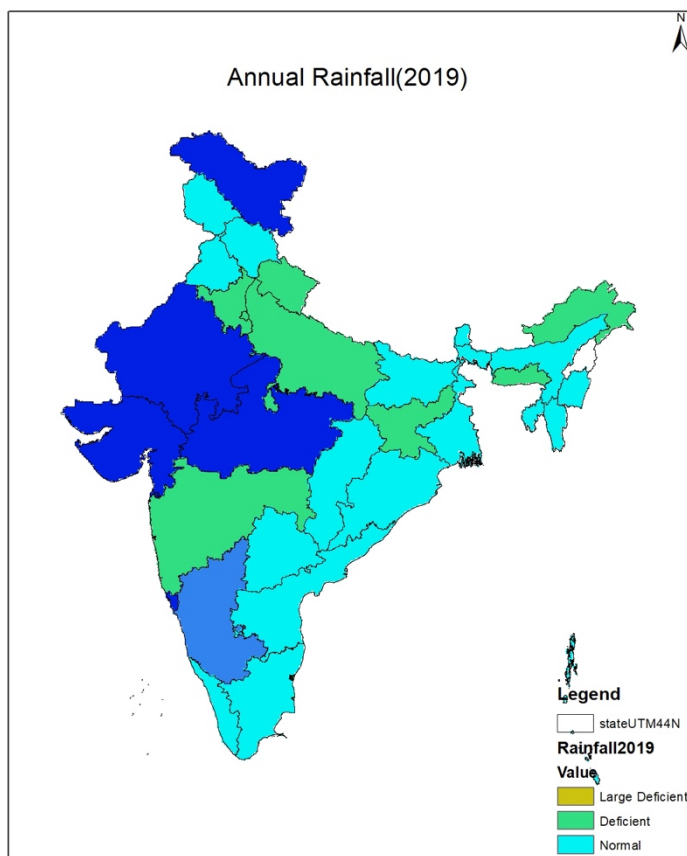 N
Annual Rainfall(2019)
Legend
stateUTM44N
Rainfall2019
Value
Large Deficient
Deficient
Normal